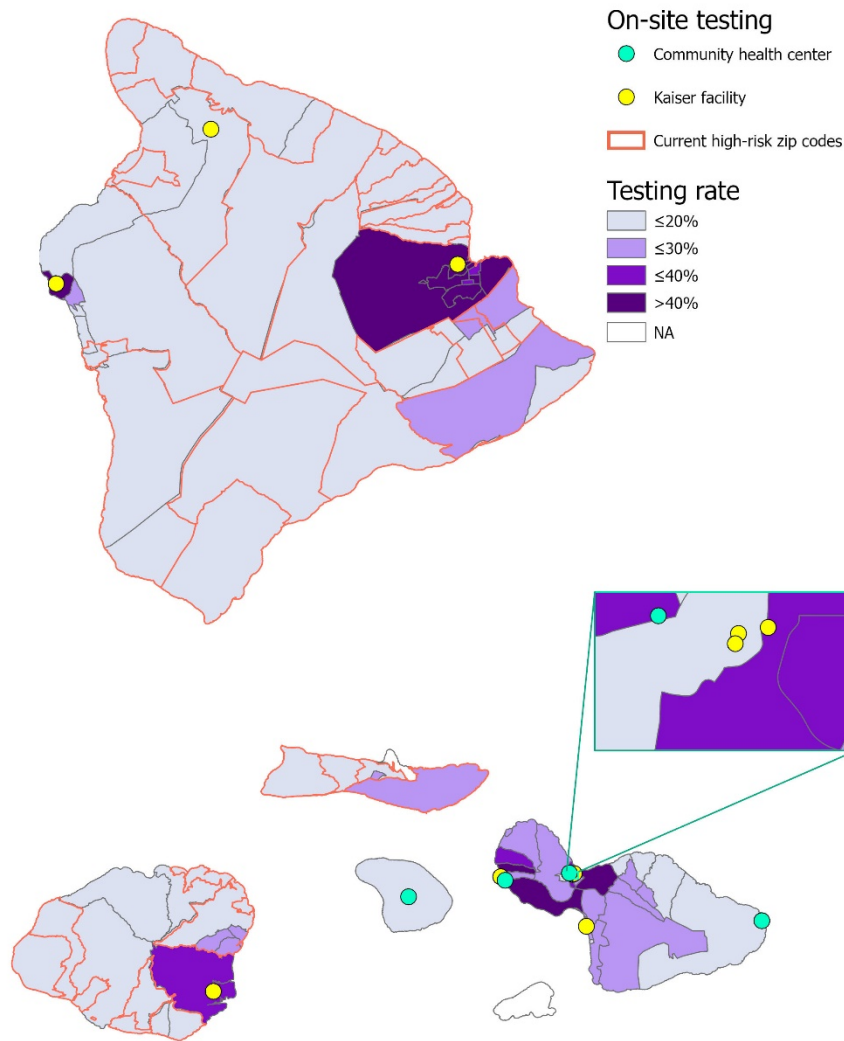 On-site testing
Community health center
Kaiser facility
Current high-risk zip codes
Testing rate
≤20%
≤30%
≤40%
>40%
NA